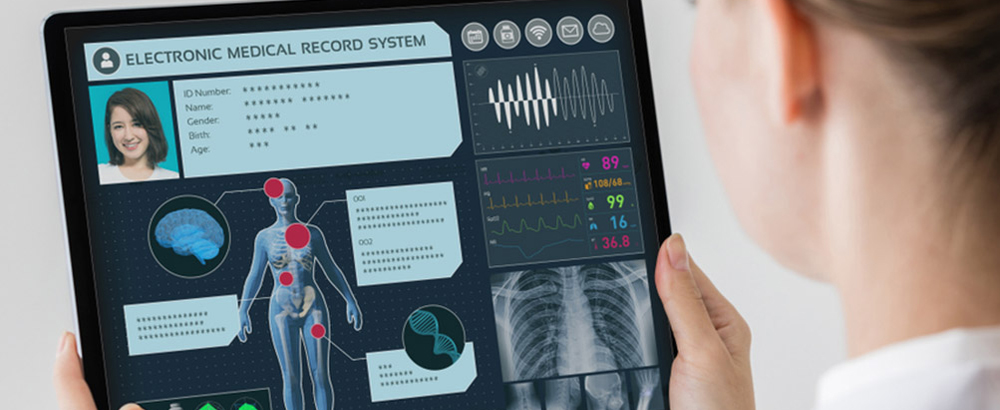 ELECTRONIC MEDICAL RECORD SYSTEM
ID Number:
Name:
Gender:
Birth:
Age:
001
002
89
108/68
99
16
36.8